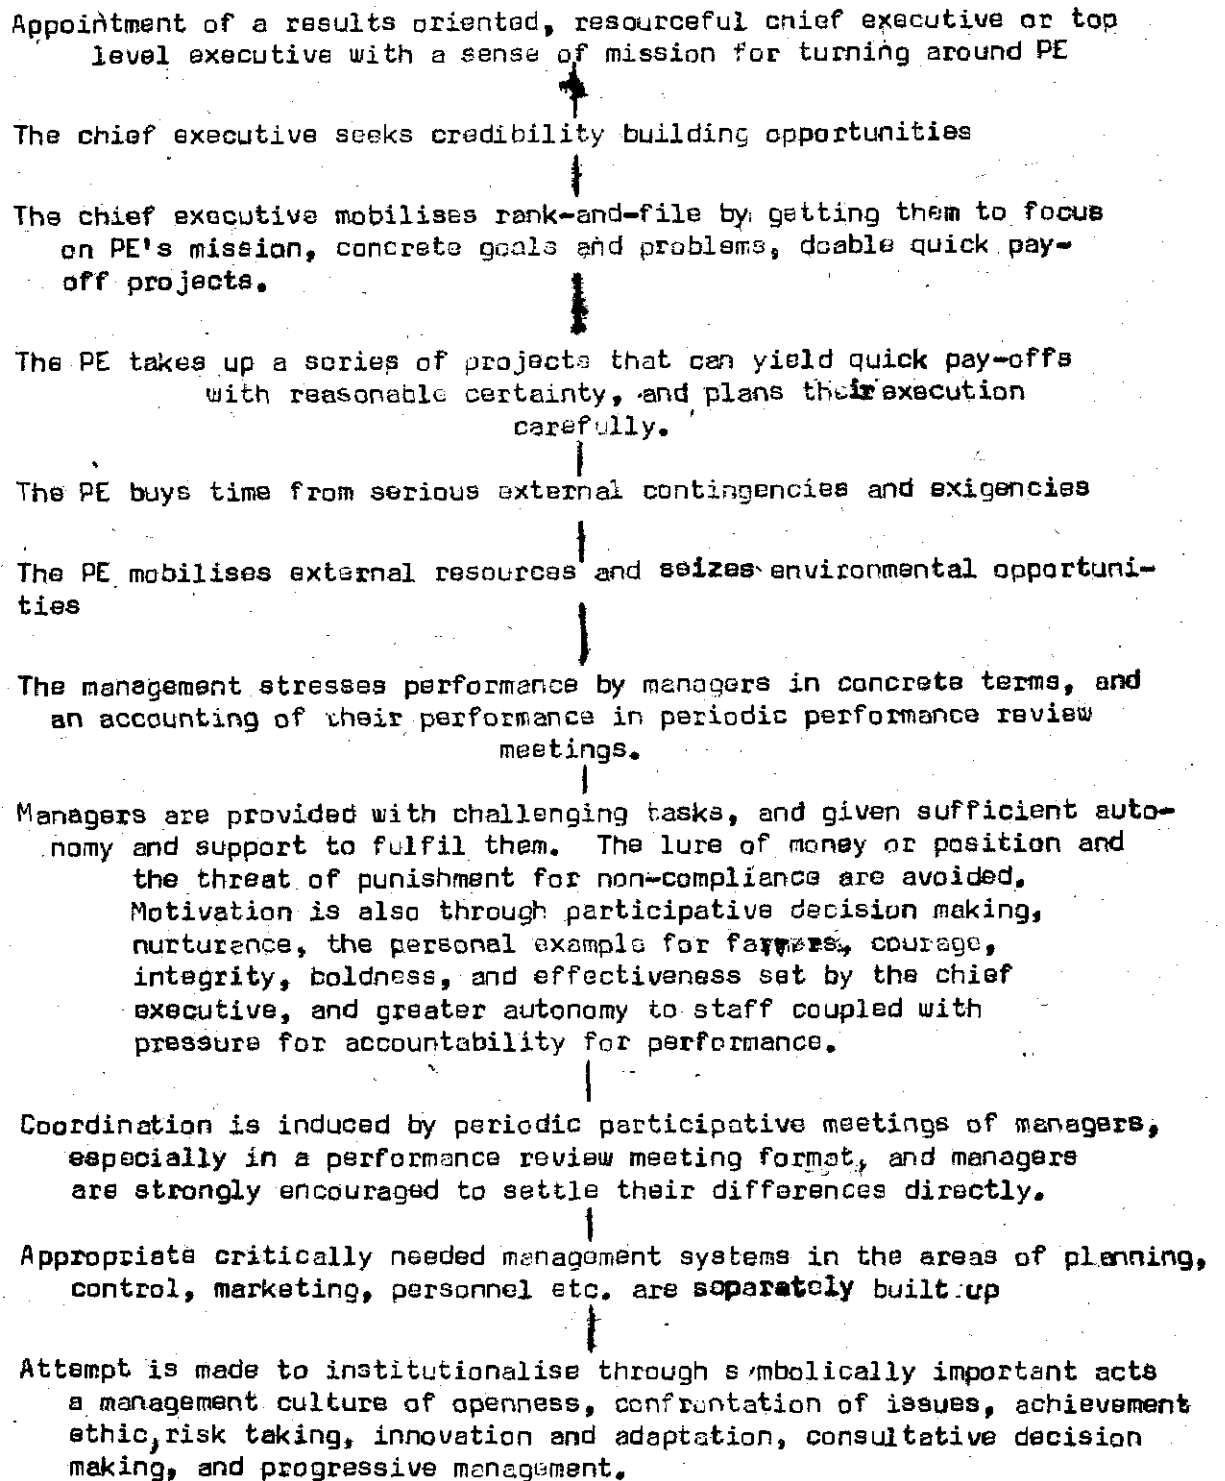 Appointment of a results oriented, resourceful chief executive or top
level executive with a sense of mission for turning around PE
The chief executive seeks credibility building opportunities
The chief executive mobilises rank-and-file by getting them to focus
on PE's mission, concrete goals and problems, doable quick pay-
off projects.
The PE takes up a series of projects that can yield quick pay-offs
with reasonable certainty, and plans their execution
carefully.
The PE buys time from serious external contingencies and exigencies
The PE mobilises external resources and seizes environmental opportuni-
ties
The management stresses performance by managers in concrete terms, and
an accounting of their performance in periodic performance review
meetings.
Managers are provided with challenging tasks, and given sufficient auto-
nomy and support to fulfil them. The lure of money or position and
the threat of punishment for non-compliance are avoided.
Motivation is also through participative decision making,
nurturance, the personal example for courage,
integrity, boldness, and effectiveness set by the chief
executive, and greater autonomy to staff coupled with
pressure for accountability for performance.
Coordination is induced by periodic participative meetings of managers,
especially in a performance review meeting format, and managers
are strongly encouraged to settle their differences directly.
Appropriate critically needed management systems in the areas of planning,
control, marketing, personnel etc. are separately built up
Attempt is made to institutionalise through symbolically important acts
a management culture of openness, confrontation of issues, achievement
ethic, risk taking, innovation and adaptation, consultative decision
making, and progressive management.